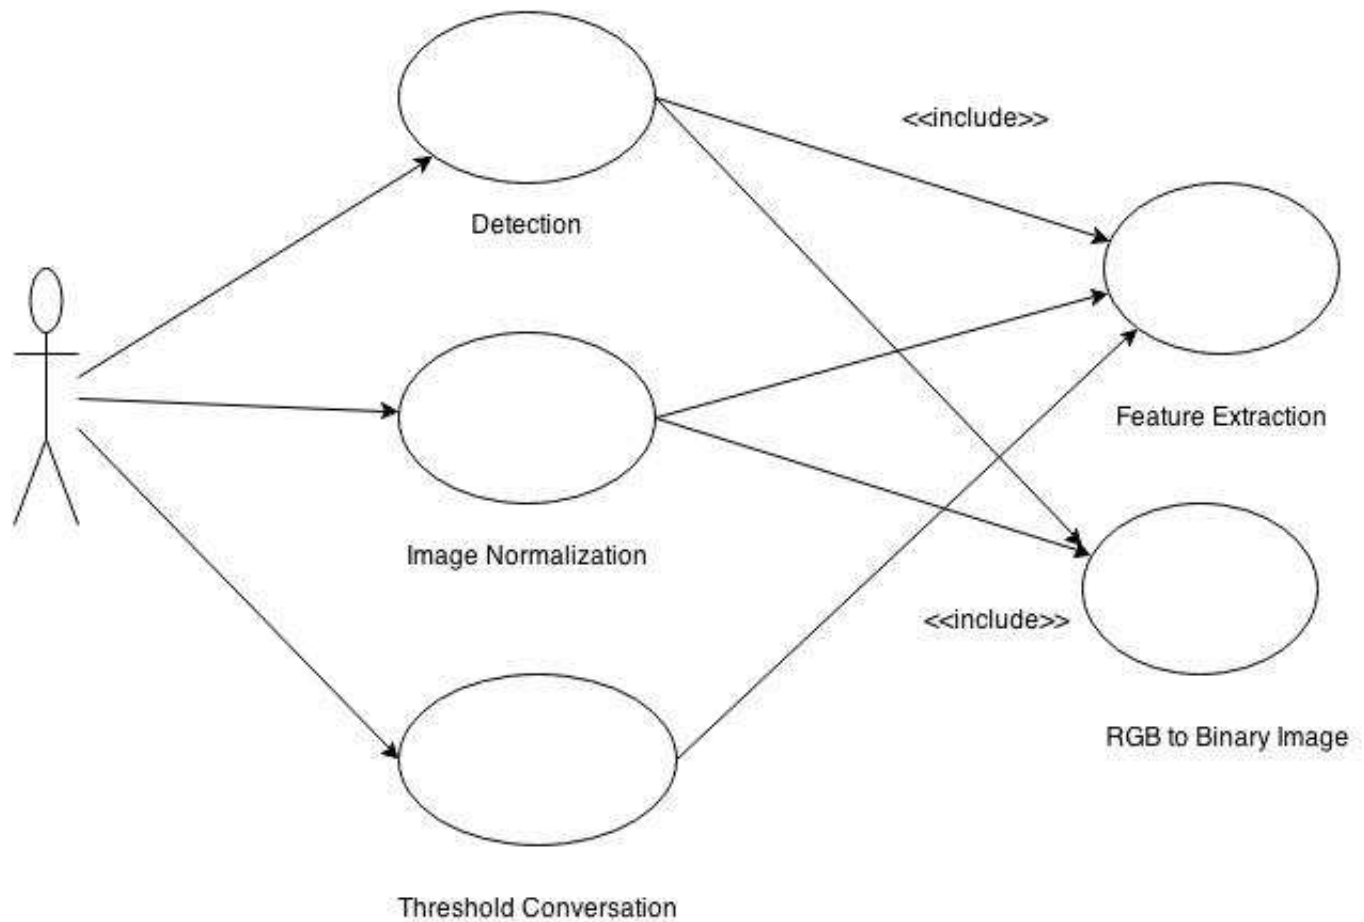 <<include>>
Detection
Feature Extraction
Image Normalization
<<include>>
RGB to Binary Image
Threshold Conversation